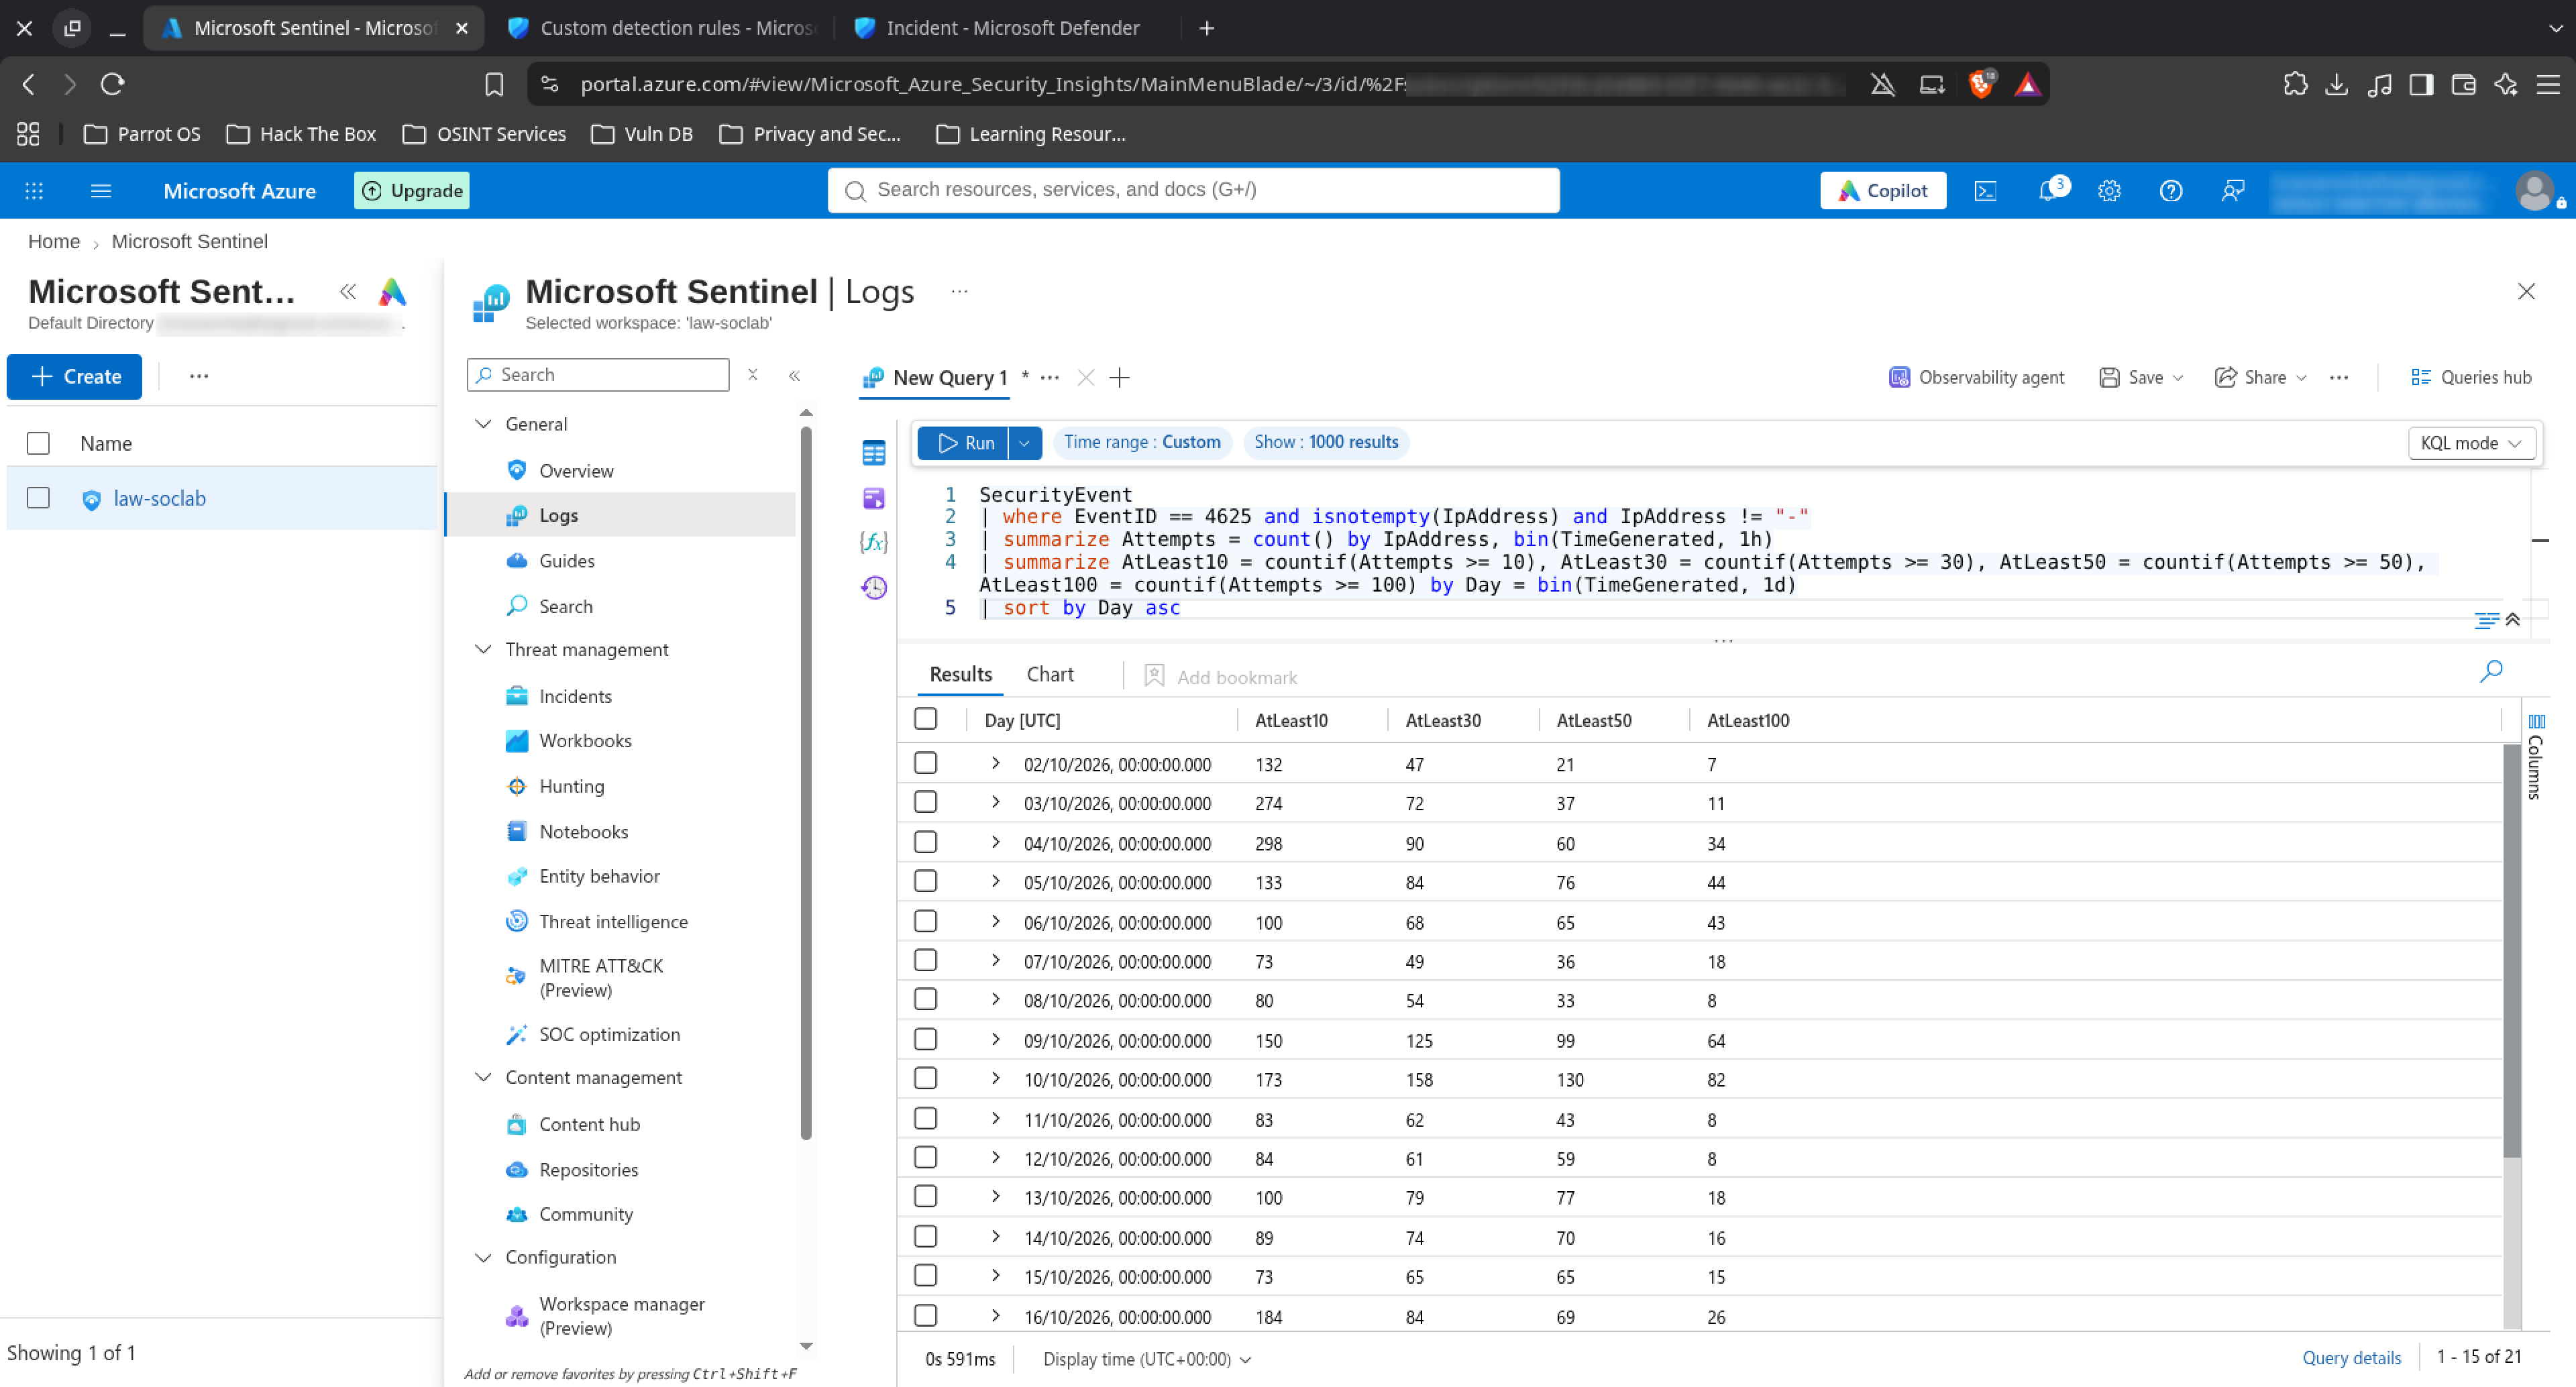 Microsoft Sentinel - Microsof
Custom detection rules - Micros
Incident - Microsoft Defender
portal.azure.com/#view/Microsoft_Azure_Security_Insights/MainMenuBlade/~/3/id/%2F
18
Parrot OS
Hack The Box
OSINT Services
Vuln DB
Privacy and Sec...
Learning Resour...
Microsoft Azure
Upgrade
Search resources, services, and docs (G+/)
Copilot
3
Home > Microsoft Sentinel
Microsoft Sent...
Default Directory
Create
Name
law-soclab
Showing 1 of 1
Microsoft Sentinel | Logs
Selected workspace: 'law-soclab'
Search
General
Overview
Logs
Guides
Search
Threat management
Incidents
Workbooks
Hunting
Notebooks
Entity behavior
Threat intelligence
MITRE ATT&CK
(Preview)
SOC optimization
Content management
Content hub
Repositories
Community
Configuration
Workspace manager
(Preview)
Add or remove favorites by pressing Ctrl+Shift+F
New Query 1 *
Observability agent
Save
Share
Queries hub
Run
Time range : Custom
Show : 1000 results
KQL mode
1 SecurityEvent
2 | where EventID == 4625 and isnotempty(IpAddress) and IpAddress != "-"
3 | summarize Attempts = count() by IpAddress, bin(TimeGenerated, 1h)
4 | summarize AtLeast10 = countif(Attempts >= 10), AtLeast30 = countif(Attempts >= 30), AtLeast50 = countif(Attempts >= 50),
AtLeast100 = countif(Attempts >= 100) by Day = bin(TimeGenerated, 1d)
5 | sort by Day asc
Results
Chart
Add bookmark
Day [UTC] AtLeast10 AtLeast30 AtLeast50 AtLeast100
02/10/2026, 00:00:00.000 132 47 21 7
03/10/2026, 00:00:00.000 274 72 37 11
04/10/2026, 00:00:00.000 298 90 60 34
05/10/2026, 00:00:00.000 133 84 76 44
06/10/2026, 00:00:00.000 100 68 65 43
07/10/2026, 00:00:00.000 73 49 36 18
08/10/2026, 00:00:00.000 80 54 33 8
09/10/2026, 00:00:00.000 150 125 99 64
10/10/2026, 00:00:00.000 173 158 130 82
11/10/2026, 00:00:00.000 83 62 43 8
12/10/2026, 00:00:00.000 84 61 59 8
13/10/2026, 00:00:00.000 100 79 77 18
14/10/2026, 00:00:00.000 89 74 70 16
15/10/2026, 00:00:00.000 73 65 65 15
16/10/2026, 00:00:00.000 184 84 69 26
Columns
0s 591ms
Display time (UTC+00:00)
Query details
1 - 15 of 21